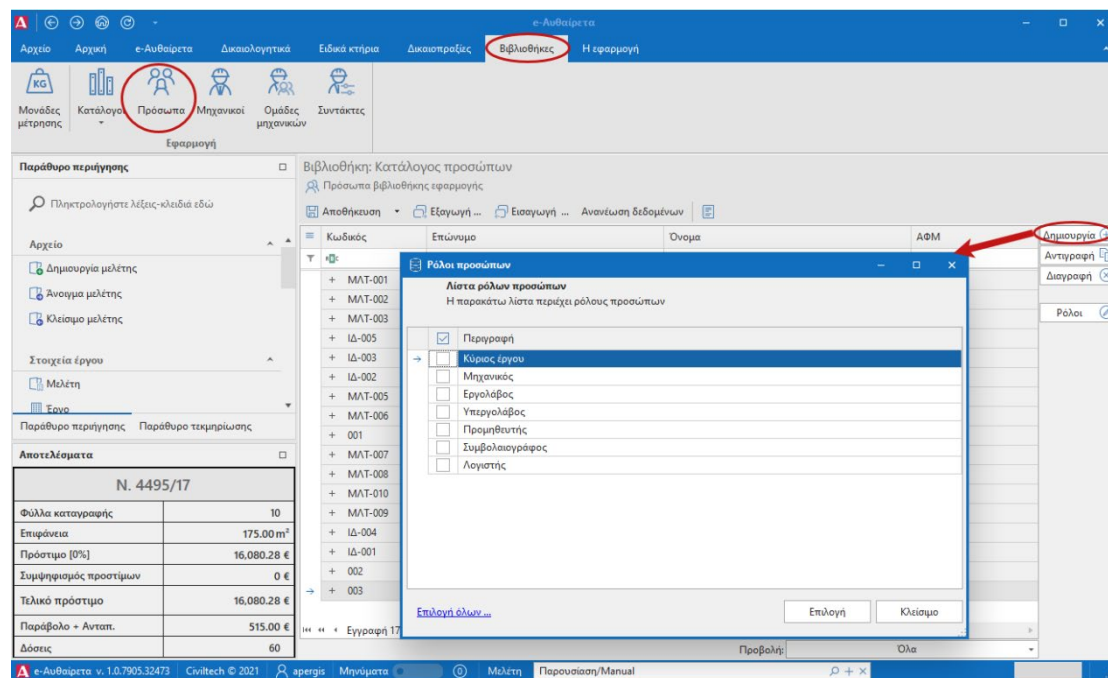 e-Αυθαίρετα
Αρχείο Αρχική e-Αυθαίρετα Δικαιολογητικά Ειδικά κτήρια Δικαιοπραξίες Βιβλιοθήκες Η εφαρμογή
KG
Μονάδες μέτρησης
Κατάλογοι
Πρόσωπα
Μηχανικοί
Ομάδες μηχανικών
Συντάκτες
Εφαρμογή
Παράθυρο περιήγησης
Πληκτρολογήστε λέξεις-κλειδιά εδώ
Αρχείο
Δημιουργία μελέτης
Άνοιγμα μελέτης
Κλείσιμο μελέτης
Στοιχεία έργου
Μελέτη
Έργο
Παράθυρο περιήγησης Παράθυρο τεκμηρίωσης
Αποτελέσματα
Ν. 4495/17
Φύλλα καταγραφής 10
Επιφάνεια 175.00 m²
Πρόστιμο [0%] 16,080.28 €
Συμψηφισμός προστίμων 0 €
Τελικό πρόστιμο 16,080.28 €
Παράβολο + Ανταπ. 515.00 €
Δόσεις 60
Βιβλιοθήκη: Κατάλογος προσώπων
Πρόσωπα βιβλιοθήκης εφαρμογής
Αποθήκευση Εξαγωγή ... Εισαγωγή ... Ανανέωση δεδομένων
Κωδικός Επώνυμο Όνομα ΑΦΜ
+ ΜΛΤ-001
+ ΜΛΤ-002
+ ΜΛΤ-003
+ ΙΔ-005
+ ΙΔ-003
+ ΙΔ-002
+ ΜΛΤ-005
+ ΜΛΤ-006
+ 001
+ ΜΛΤ-007
+ ΜΛΤ-008
+ ΜΛΤ-010
+ ΜΛΤ-009
+ ΙΔ-004
+ ΙΔ-001
+ 002
+ 003
Εγγραφή 17
Προβολή: Όλα
Δημιουργία
Αντιγραφή
Διαγραφή
Ρόλοι
Ρόλοι προσώπων
Λίστα ρόλων προσώπων
Η παρακάτω λίστα περιέχει ρόλους προσώπων
Περιγραφή
Κύριος έργου
Μηχανικός
Εργολάβος
Υπεργολάβος
Προμηθευτής
Συμβολαιογράφος
Λογιστής
Επιλογή όλων ...
Επιλογή Κλείσιμο
e-Αυθαίρετα v. 1.0.7905.32473 Civiltech © 2021 apergis Μηνύματα (0) Μελέτη Παρουσίαση/Manual